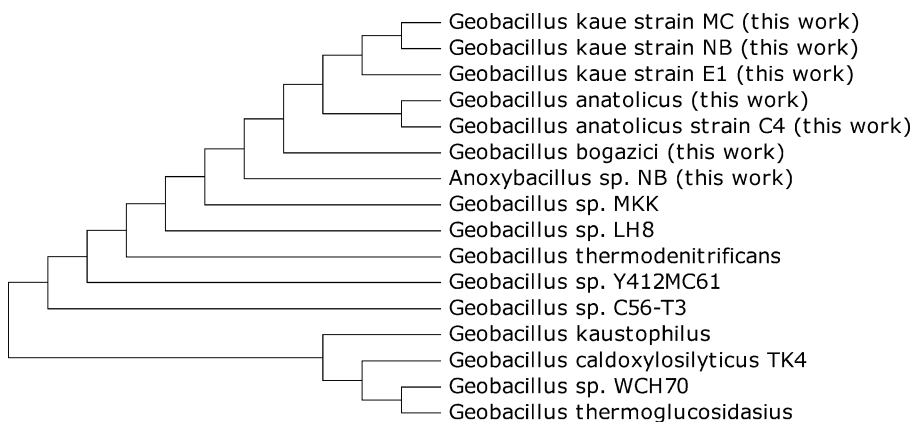 Geobacillus kaue strain MC (this work)
Geobacillus kaue strain NB (this work)
Geobacillus kaue strain E1 (this work)
Geobacillus anatolicus (this work)
Geobacillus anatolicus strain C4 (this work)
Geobacillus bogazici (this work)
Anoxybacillus sp. NB (this work)
Geobacillus sp. MKK
Geobacillus sp. LH8
Geobacillus thermodenitrificans
Geobacillus sp. Y412MC61
Geobacillus sp. C56-T3
Geobacillus kaustophilus
Geobacillus caldoxylosilyticus TK4
Geobacillus sp. WCH70
Geobacillus thermoglucosidasius